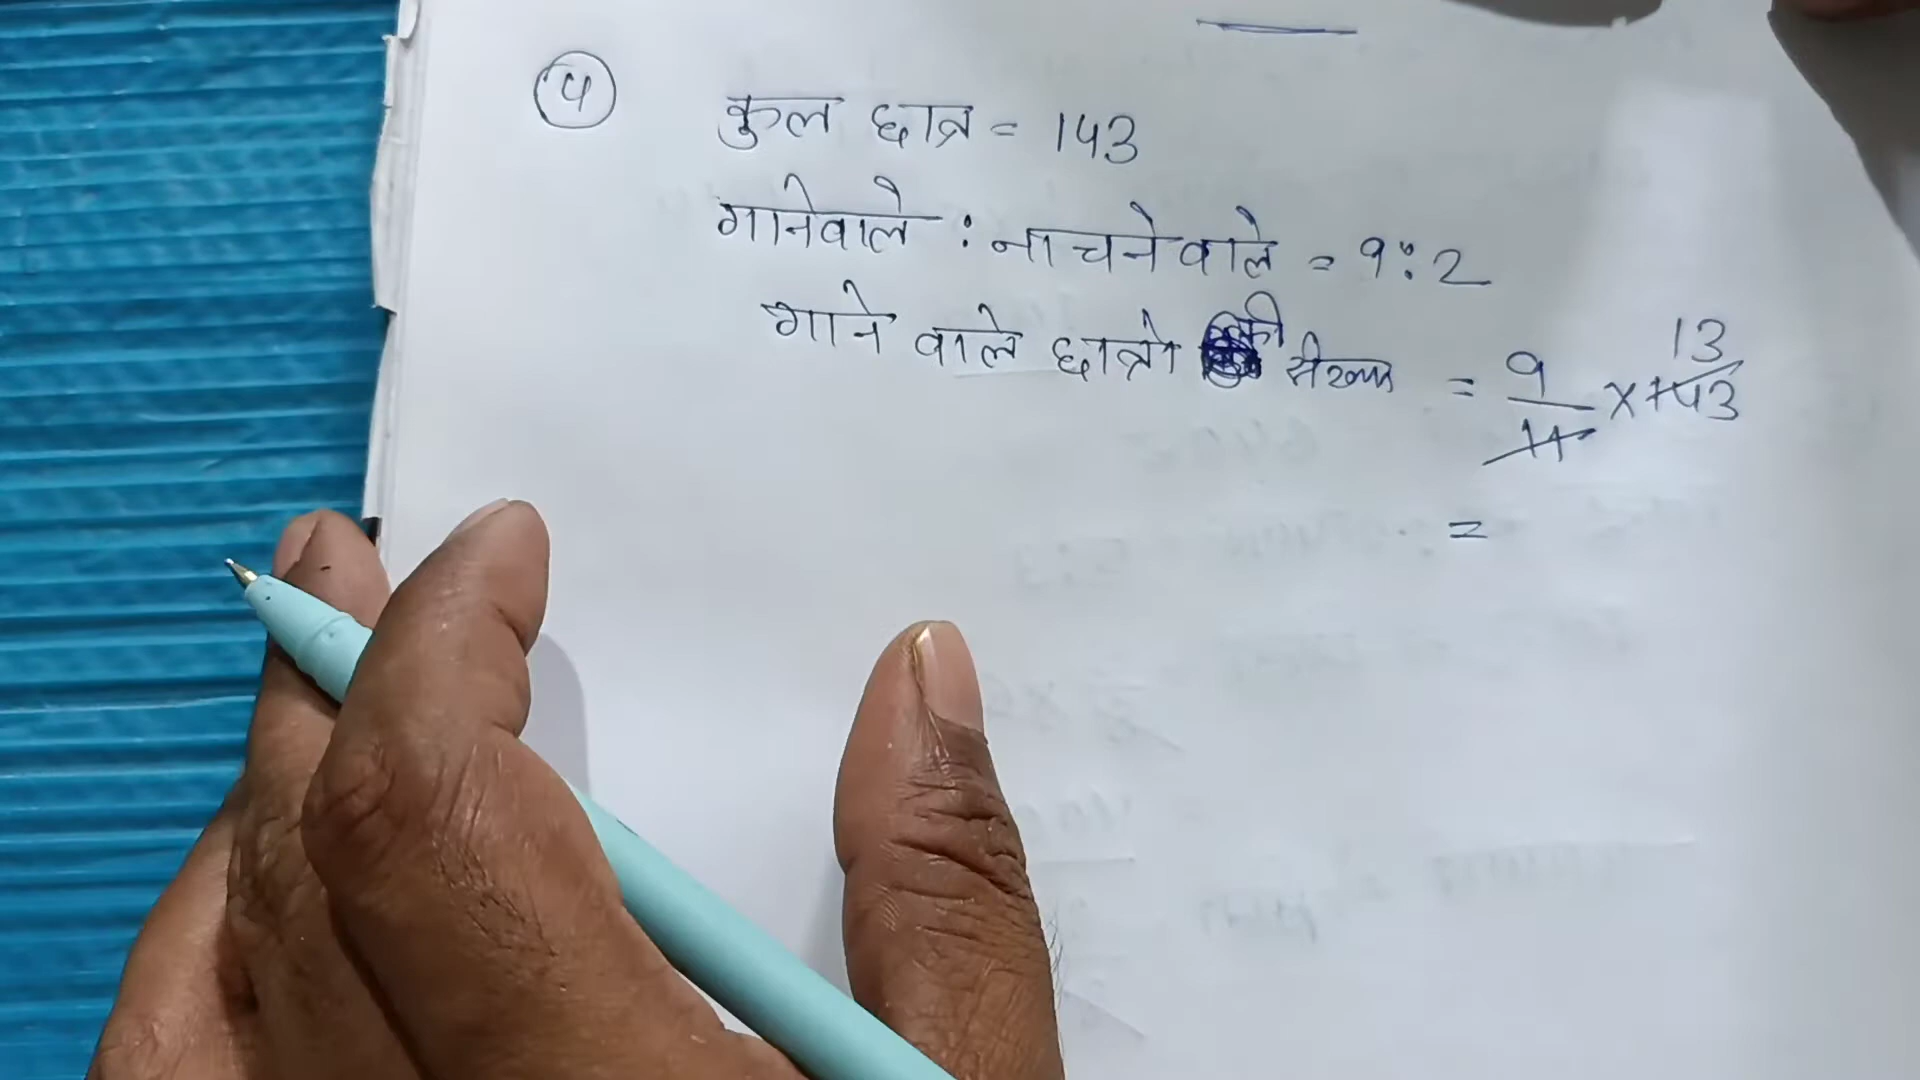 4
कुल छात्र = 143
गानेवाले : नाचनेवाले = 9:2
गाने वाले छात्रो की संख्या = 9/11 × 143 13
=